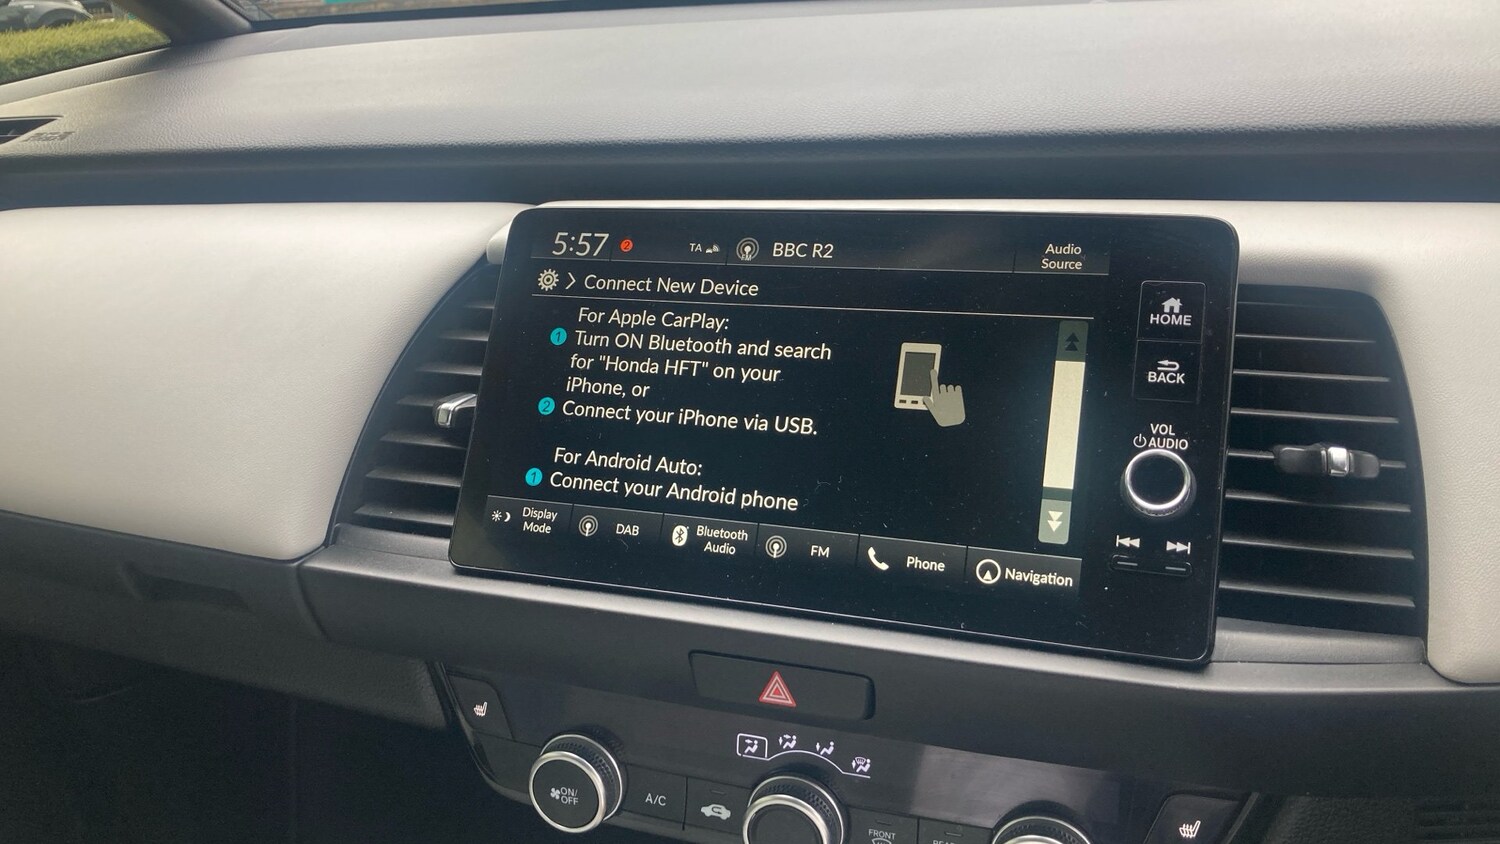 5:57 2 TA FM BBC R2 Audio Source
Connect New Device
For Apple CarPlay:
1 Turn ON Bluetooth and search
for "Honda HFT" on your
iPhone, or
2 Connect your iPhone via USB.
For Android Auto:
1 Connect your Android phone
Display Mode
DAB
Bluetooth Audio
FM
Phone
Navigation
HOME
BACK
VOL
AUDIO
ON/
OFF
A/C
FRONT